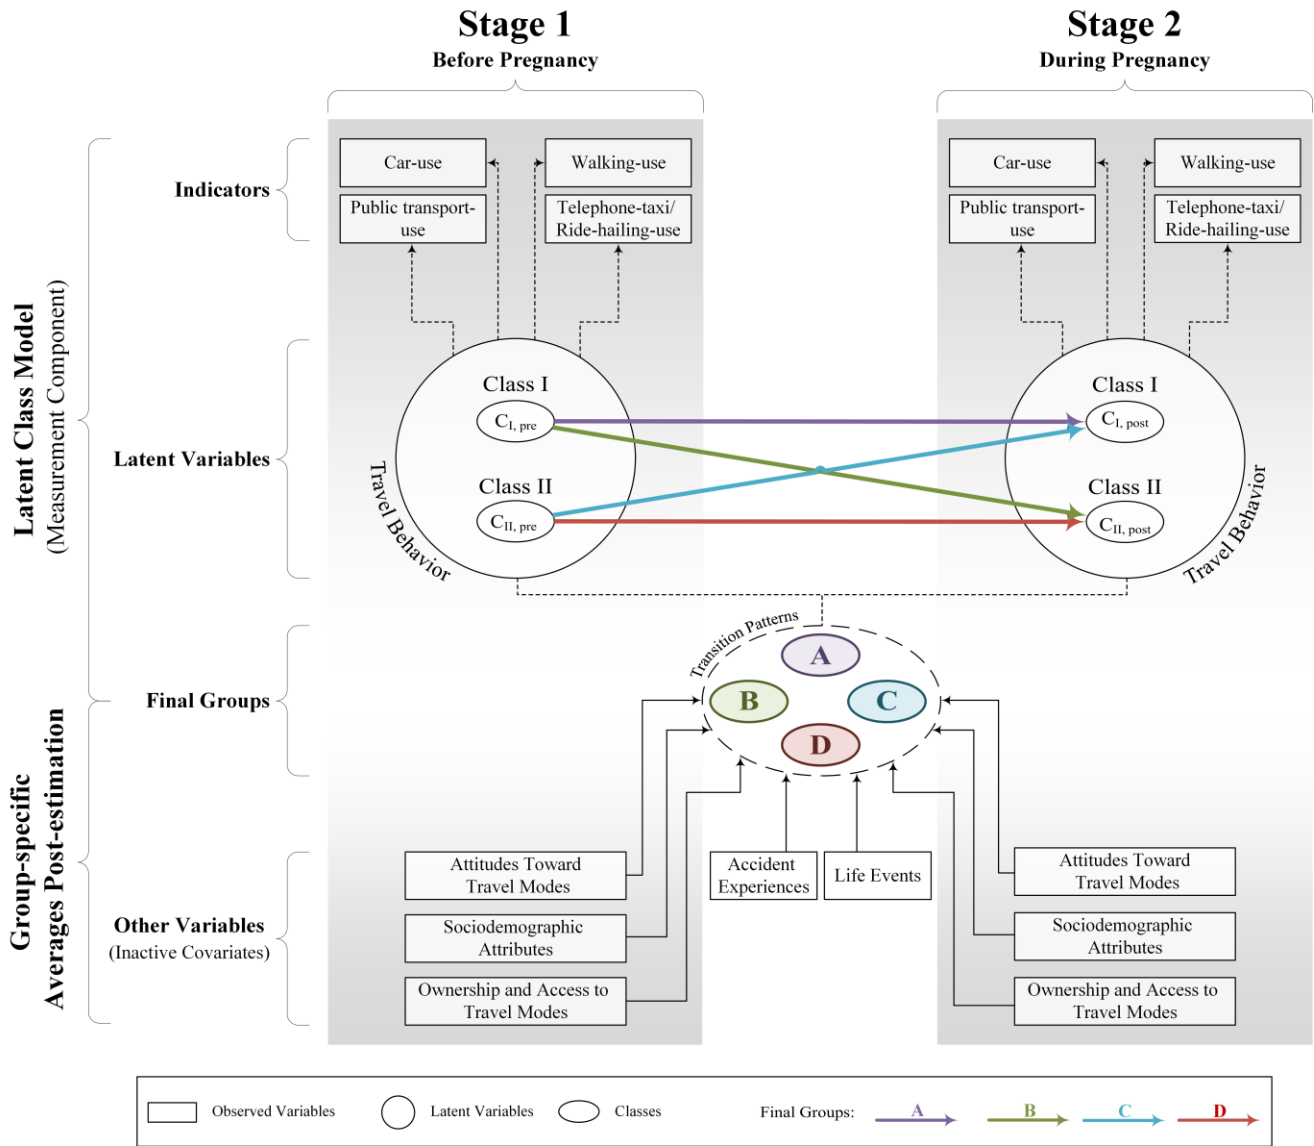 Stage 1
Before Pregnancy
Stage 2
During Pregnancy
Latent Class Model
(Measurement Component)
Indicators
Car-use
Walking-use
Public transport-
use
Telephone-taxi/
Ride-hailing-use
Car-use
Walking-use
Public transport-
use
Telephone-taxi/
Ride-hailing-use
Latent Variables
Class I
C_I, pre
Class II
C_II, pre
Travel Behavior
Class I
C_I, post
Class II
C_II, post
Travel Behavior
Transition Patterns
A
B
C
D
Final Groups
Group-specific
Averages Post-estimation
Other Variables
(Inactive Covariates)
Attitudes Toward
Travel Modes
Sociodemographic
Attributes
Ownership and Access to
Travel Modes
Accident
Experiences
Life Events
Attitudes Toward
Travel Modes
Sociodemographic
Attributes
Ownership and Access to
Travel Modes
Observed Variables
Latent Variables
Classes
Final Groups:
A
B
C
D